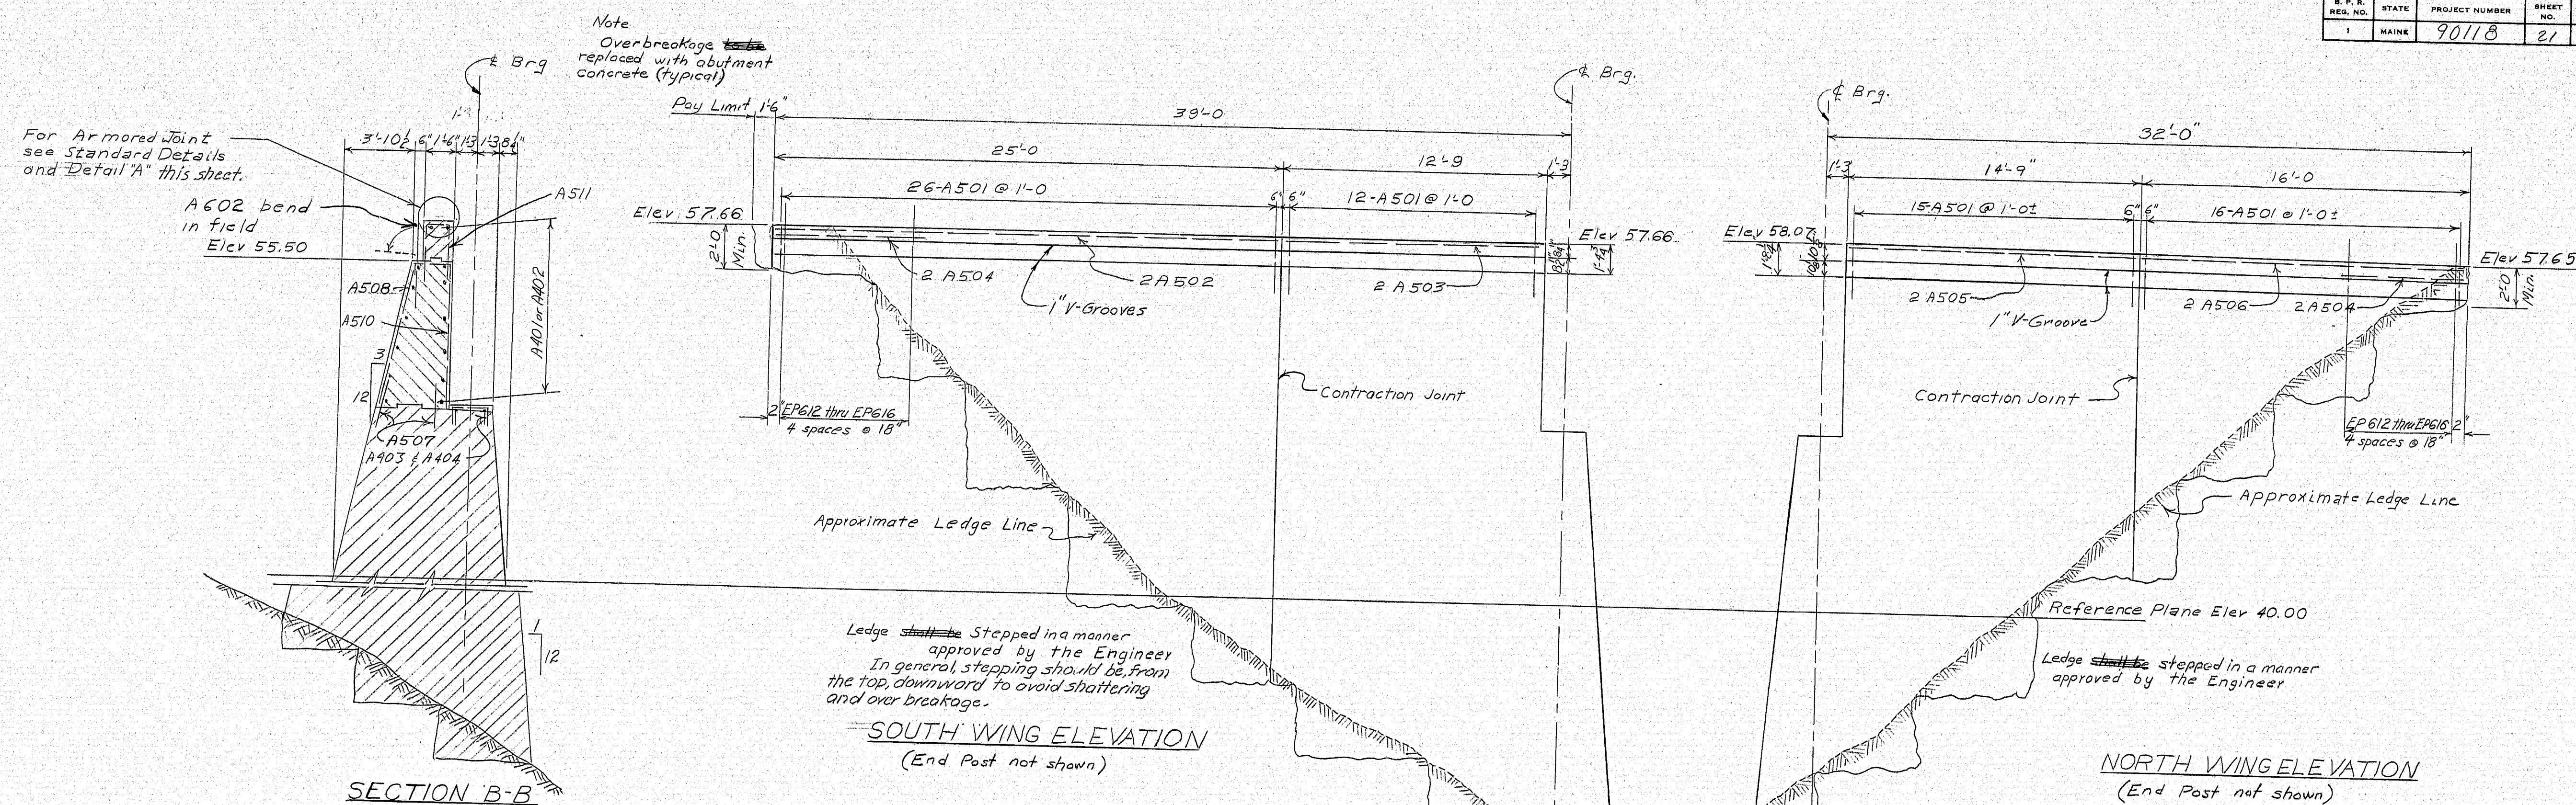 B. P. R. REG. NO.
STATE
PROJECT NUMBER
SHEET NO.
1
MAINE
90118
21
Note
Overbreakage to be
replaced with abutment
concrete (typical)
℄ Brg
For Armored Joint
see Standard Details
and Detail "A" this sheet.
3'-10½
6"
1'-6"
1'-3
1'-3
A602 bend
in field
Elev 55.50
A511
A508
A510
A401 or A402
3
12
A507
A903 & A404
1
12
SECTION B-B
Pay Limit 1'-6"
39'-0
℄ Brg.
25'-0
12'-9
1'-3
26-A501 @ 1'-0
6"
6"
12-A501 @ 1'-0
Elev. 57.66
Elev 57.66
2'-0
Min.
2 A504
2A502
2 A503
1" V-Grooves
Contraction Joint
2"
EP612 thru EP616
4 spaces @ 18"
Approximate Ledge Line
Ledge shall be Stepped in a manner
approved by the Engineer
In general, stepping should be, from
the top, downward to avoid shattering
and over breakage.
SOUTH WING ELEVATION
(End Post not shown)
℄ Brg.
32'-0"
1'-3
14'-9"
16'-0
15-A501 @ 1'-0±
6"
6"
16-A501 @ 1'-0±
Elev 58.07
Elev 57.65
2'-0
Min.
2 A505
2 A506
2A504
1" V-Groove
Contraction Joint
EP612 thru EP616
2"
4 spaces @ 18"
Approximate Ledge Line
Reference Plane Elev 40.00
Ledge shall be stepped in a manner
approved by the Engineer
NORTH WING ELEVATION
(End Post not shown)